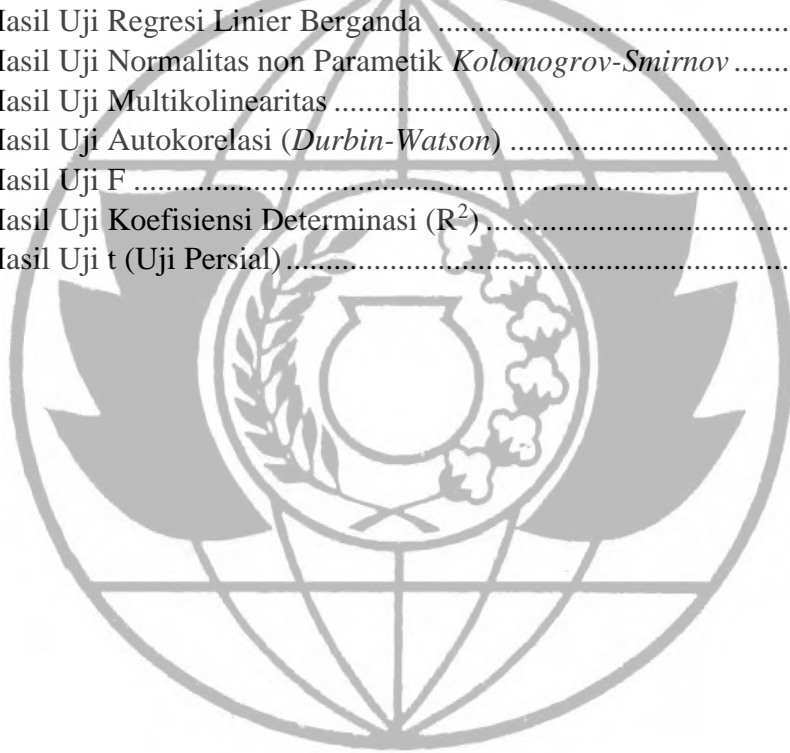 Hasil Uji Regresi Linier Berganda ........................................................
Hasil Uji Normalitas non Parametik Kolomogrov-Smirnov .......
Hasil Uji Multikolinearitas ........................................................................
Hasil Uji Autokorelasi (Durbin-Watson) ...........................................
Hasil Uji F ....................................................................................................
Hasil Uji Koefisiensi Determinasi (R²) ..............................................
Hasil Uji t (Uji Persial) ..............................................................................